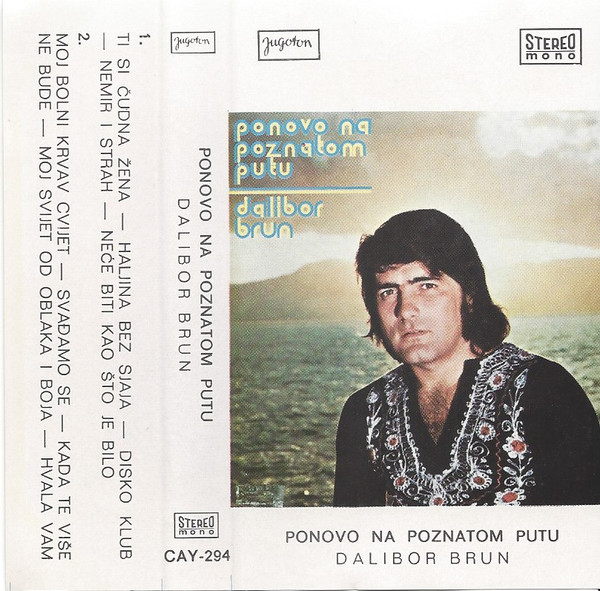 1.
TI SI ČUDNA ŽENA — HALJINA BEZ SJAJA — DISKO KLUB
— NEMIR I STRAH — NEĆE BITI KAO ŠTO JE BILO
2.
MOJ BOLNI KRVAV CVIJET — SVAĐAMO SE — KADA TE VIŠE
NE BUDE — MOJ SVIJET OD OBLAKA I BOJA — HVALA VAM
Jugoton
PONOVO NA POZNATOM PUTU
DALIBOR BRUN
STEREO
mono
CAY-294
Jugoton
STEREO
mono
ponovo na
poznatom
putu
dalibor
brun
PONOVO NA POZNATOM PUTU
DALIBOR BRUN